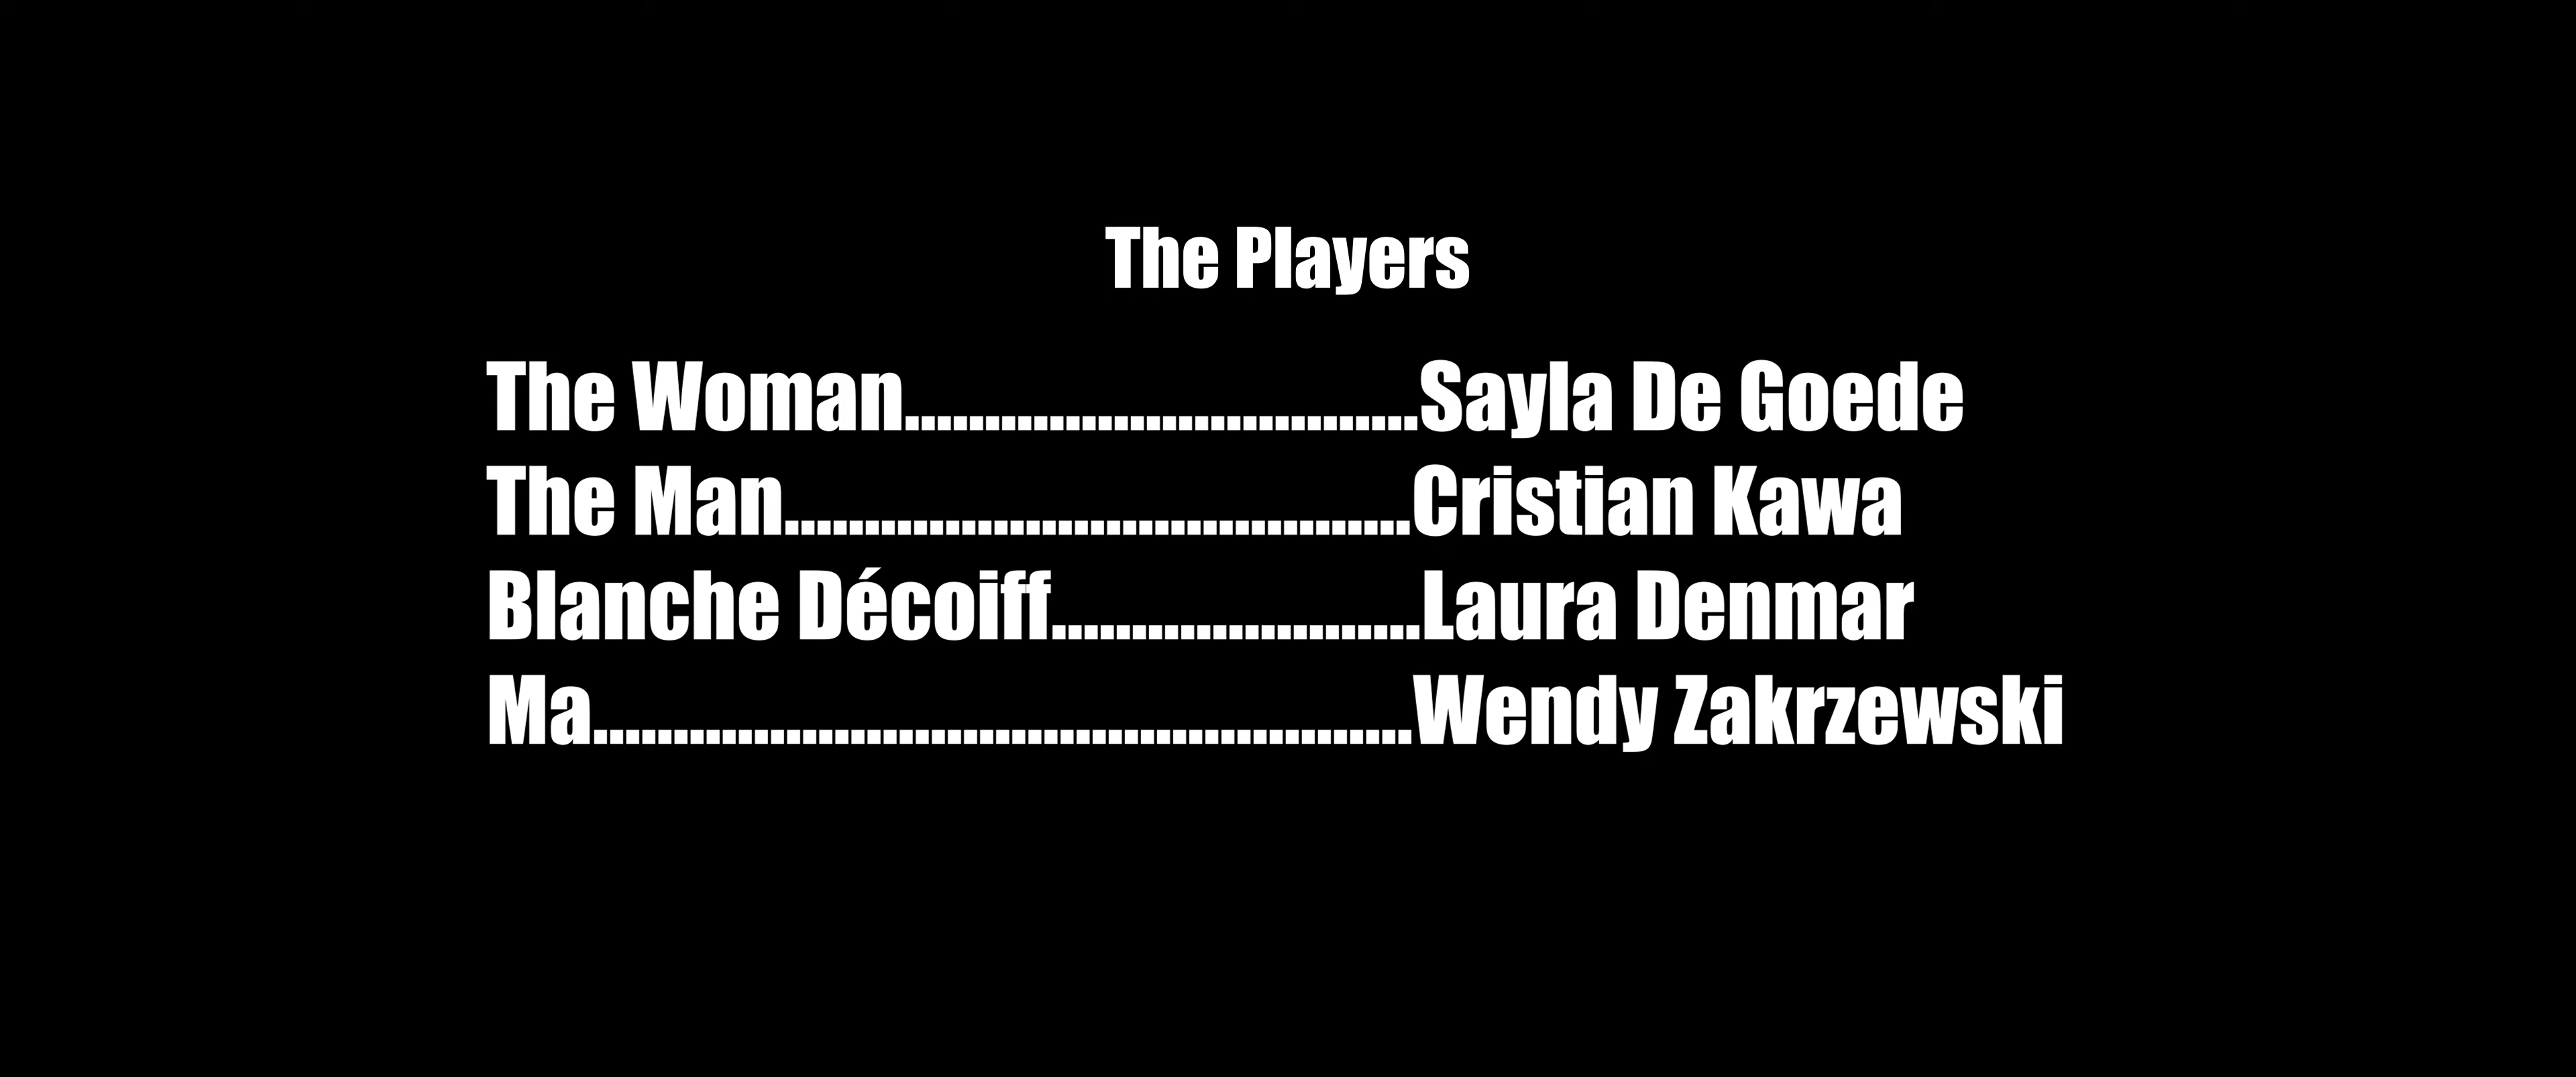 The Players
The Woman................................Sayla De Goede
The Man.......................................Cristian Kawa
Blanche Décoiff.......................Laura Denmar
Ma...................................................Wendy Zakrzewski